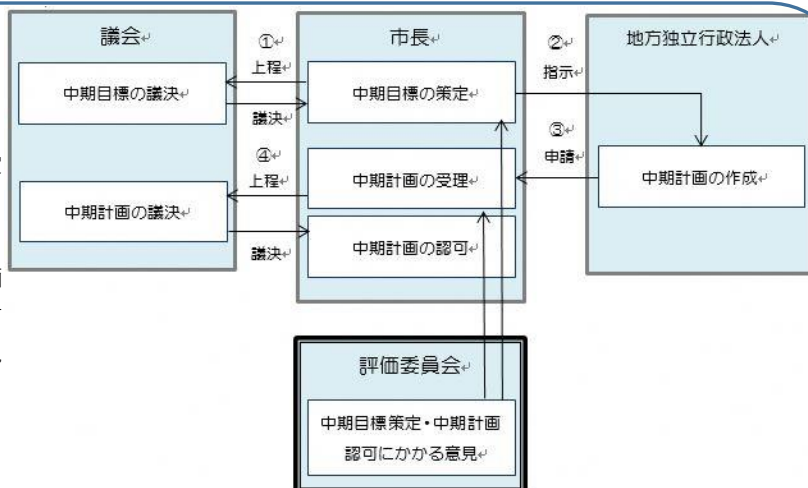 議会
市長
地方独立行政法人
①
上程
議決
②
指示
中期目標の議決
中期目標の策定
③
申請
④
上程
議決
中期計画の議決
中期計画の受理
中期計画の認可
中期計画の作成
評価委員会
中期目標策定・中期計画
認可にかかる意見